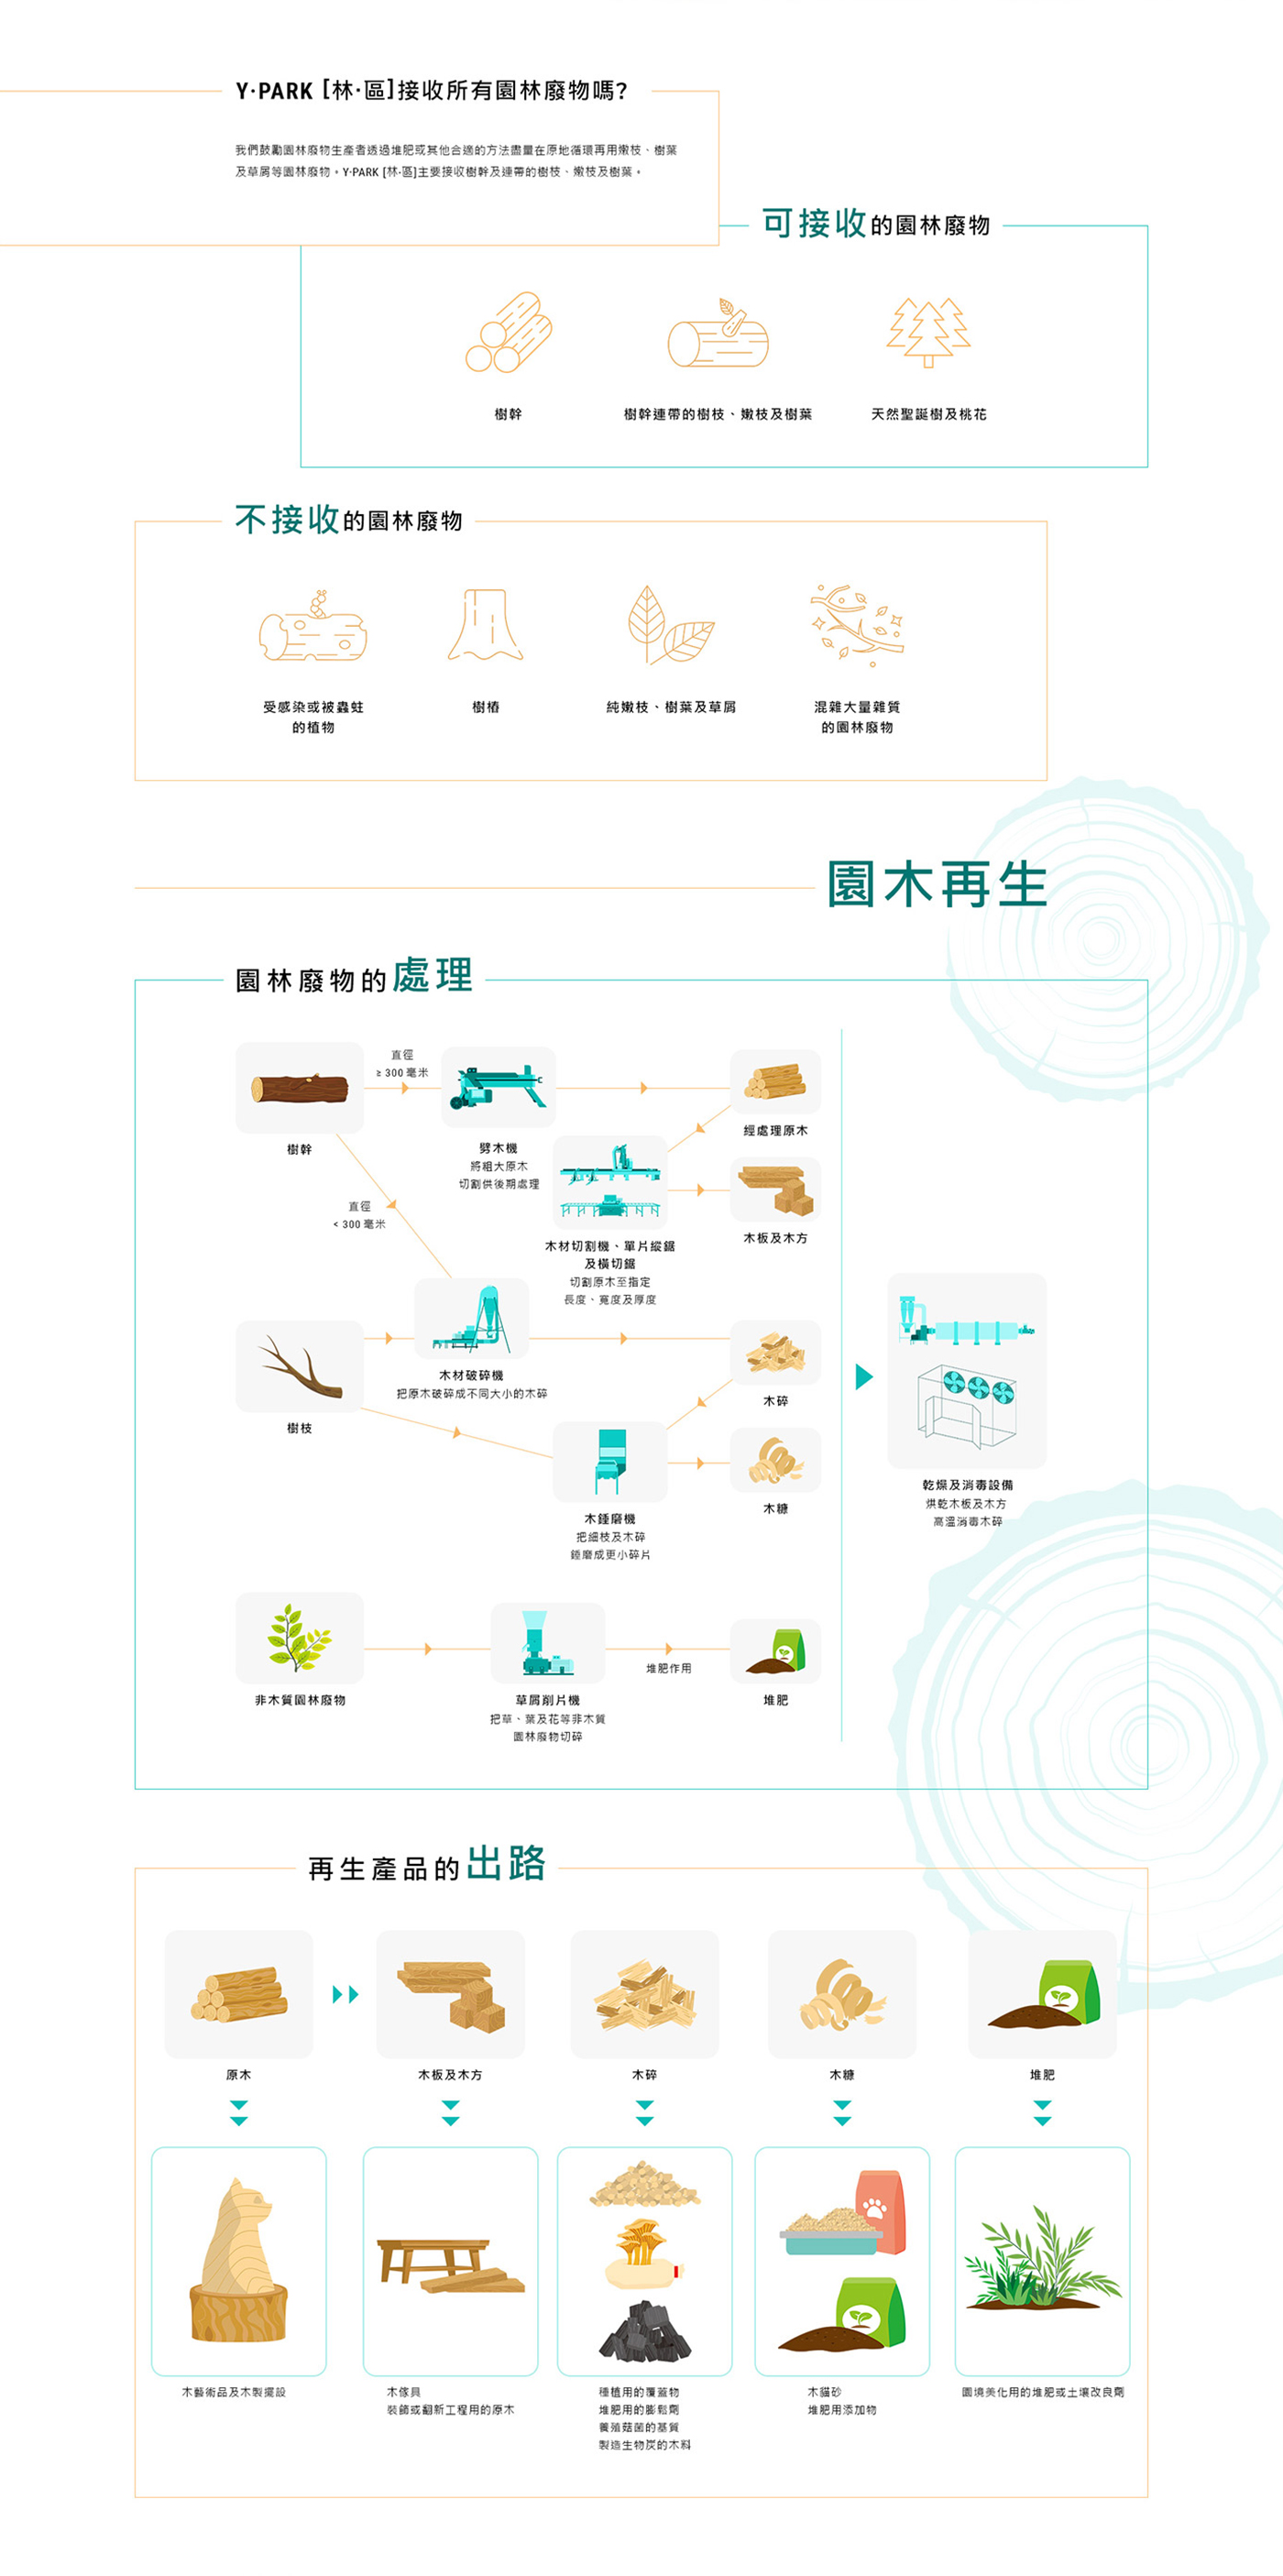 Y·PARK [林·區]接收所有園林廢物嗎?
我們鼓勵園林廢物生產者透過堆肥或其他合適的方法盡量在原地循環再用嫩枝、樹葉
及草屑等園林廢物。Y·PARK [林·區]主要接收樹幹及連帶的樹枝、嫩枝及樹葉。
可接收的園林廢物
樹幹
樹幹連帶的樹枝、嫩枝及樹葉
天然聖誕樹及桃花
不接收的園林廢物
受感染或被蟲蛀
的植物
樹樁
純嫩枝、樹葉及草屑
混雜大量雜質
的園林廢物
園木再生
園林廢物的處理
樹幹
直徑
≥ 300 毫米
劈木機
將粗大原木
切割供後期處理
經處理原木
直徑
< 300 毫米
木材切割機、單片縱鋸
及橫切鋸
切割原木至指定
長度、寬度及厚度
木板及木方
樹枝
木材破碎機
把原木破碎成不同大小的木碎
木碎
木錘磨機
把細枝及木碎
錘磨成更小碎片
木糠
乾燥及消毒設備
烘乾木板及木方
高溫消毒木碎
非木質園林廢物
草屑削片機
把草、葉及花等非木質
園林廢物切碎
堆肥作用
堆肥
再生產品的出路
原木
木板及木方
木碎
木糠
堆肥
木藝術品及木製擺設
木傢具
裝飾或翻新工程用的原木
種植用的覆蓋物
堆肥用的膨鬆劑
養殖菇菌的基質
製造生物炭的木料
木貓砂
堆肥用添加物
園境美化用的堆肥或土壤改良劑